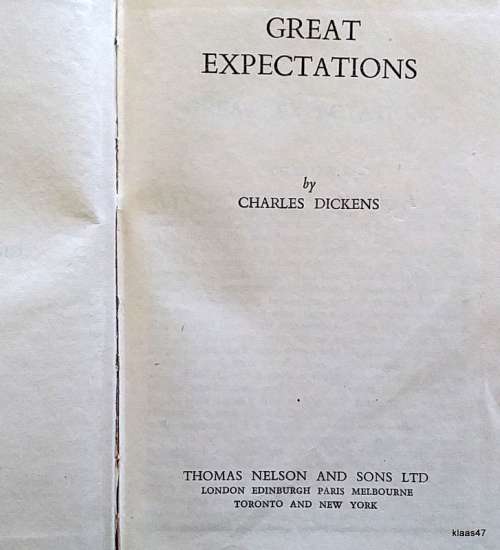 GREAT
EXPECTATIONS
by
CHARLES DICKENS
THOMAS NELSON AND SONS LTD
LONDON EDINBURGH PARIS MELBOURNE
TORONTO AND NEW YORK
klaas47